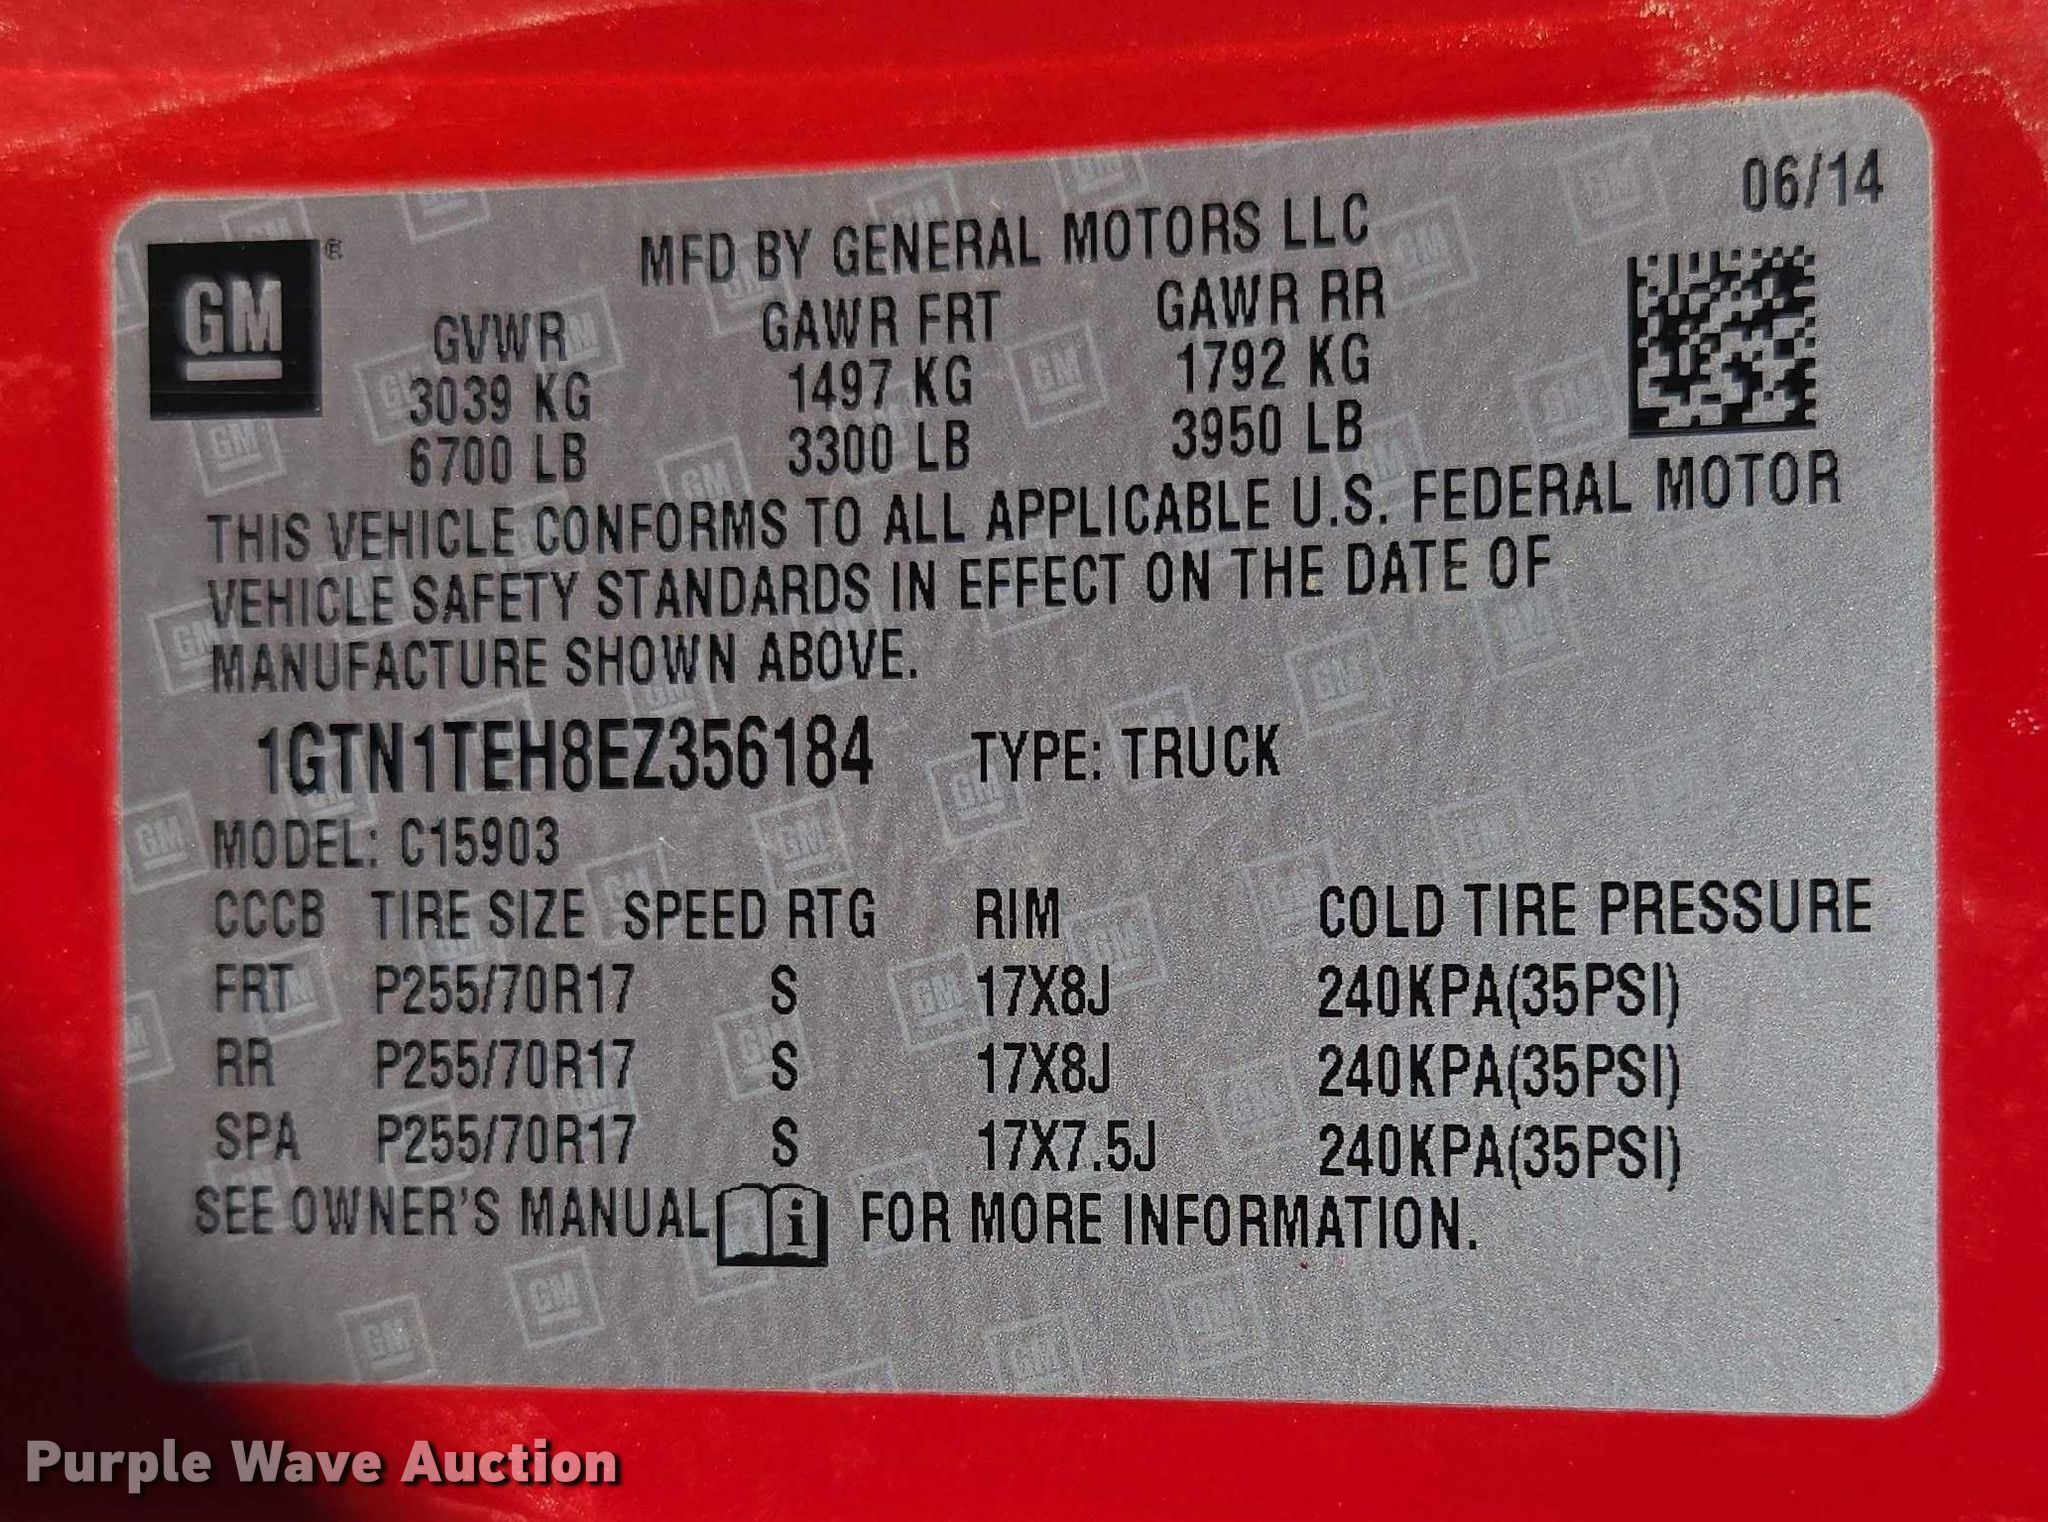 06/14
GM ®
MFD BY GENERAL MOTORS LLC
GVWR GAWR FRT GAWR RR
3039 KG 1497 KG 1792 KG
6700 LB 3300 LB 3950 LB
THIS VEHICLE CONFORMS TO ALL APPLICABLE U.S. FEDERAL MOTOR
VEHICLE SAFETY STANDARDS IN EFFECT ON THE DATE OF
MANUFACTURE SHOWN ABOVE.
1GTN1TEH8EZ356184 TYPE: TRUCK
MODEL: C15903
CCCB TIRE SIZE SPEED RTG RIM COLD TIRE PRESSURE
FRT P255/70R17 S 17X8J 240KPA(35PSI)
RR P255/70R17 S 17X8J 240KPA(35PSI)
SPA P255/70R17 S 17X7.5J 240KPA(35PSI)
SEE OWNER'S MANUAL i FOR MORE INFORMATION.
Purple Wave Auction